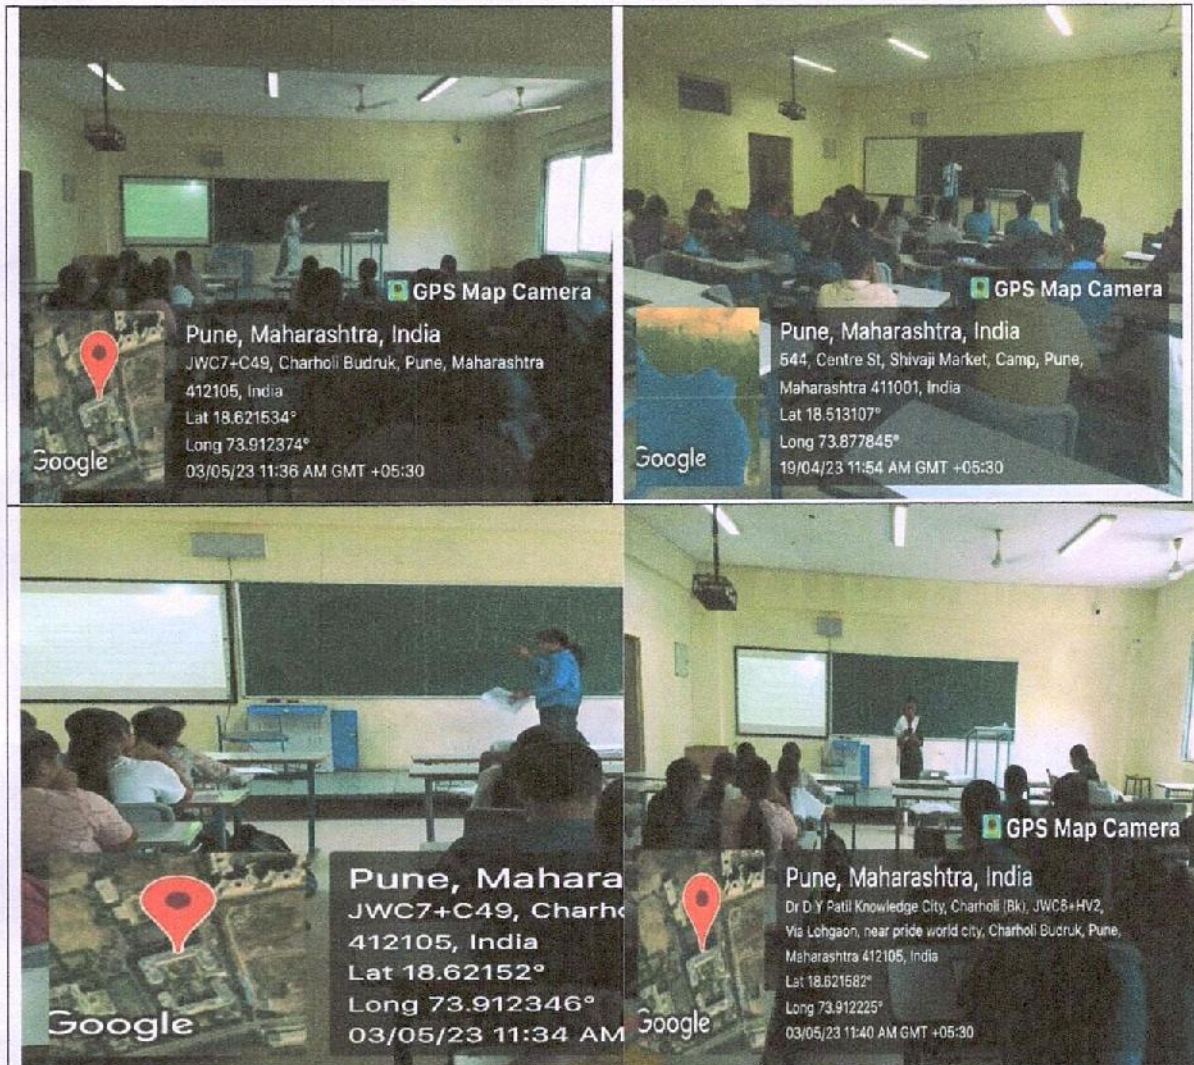 GPS Map Camera
Pune, Maharashtra, India
JWC7+C49, Charholi Budruk, Pune, Maharashtra
412105, India
Lat 18.621534°
Long 73.912374°
03/05/23 11:36 AM GMT +05:30
Google
GPS Map Camera
Pune, Maharashtra, India
544, Centre St, Shivaji Market, Camp, Pune,
Maharashtra 411001, India
Lat 18.513107°
Long 73.877845°
19/04/23 11:54 AM GMT +05:30
Google
Pune, Mahara
JWC7+C49, Charho
412105, India
Lat 18.62152°
Long 73.912346°
03/05/23 11:34 AM
Google
GPS Map Camera
Pune, Maharashtra, India
Dr D Y Patil Knowledge City, Charholi (Bk), JWC6+HV2,
Via Lohgaon, near pride world city, Charholi Budruk, Pune,
Maharashtra 412105, India
Lat 18.621582°
Long 73.912225°
03/05/23 11:40 AM GMT +05:30
Google